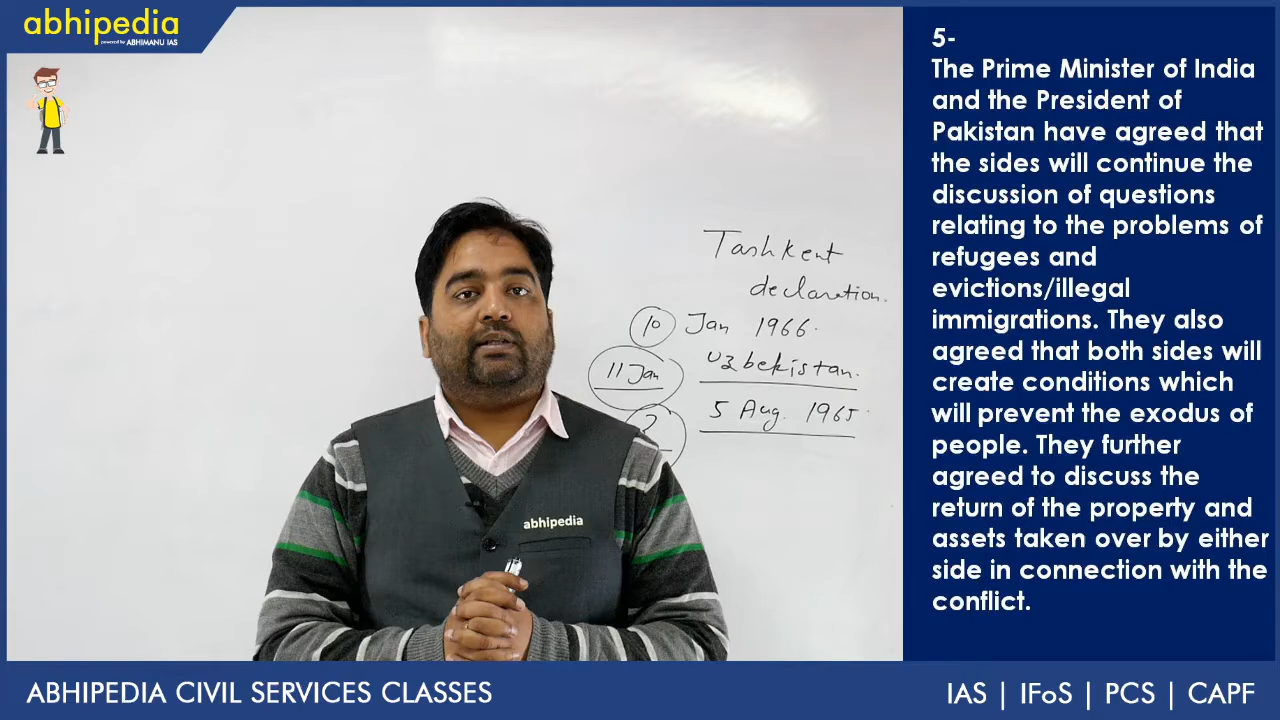 abhipedia
powered by ABHIMANU IAS
Tashkent
declaration.
10 Jan 1966.
Uzbekistan.
11 Jan
5 Aug. 1965.
?
abhipedia
5-
The Prime Minister of India
and the President of
Pakistan have agreed that
the sides will continue the
discussion of questions
relating to the problems of
refugees and
evictions/illegal
immigrations. They also
agreed that both sides will
create conditions which
will prevent the exodus of
people. They further
agreed to discuss the
return of the property and
assets taken over by either
side in connection with the
conflict.
ABHIPEDIA CIVIL SERVICES CLASSES
IAS | IFoS | PCS | CAPF